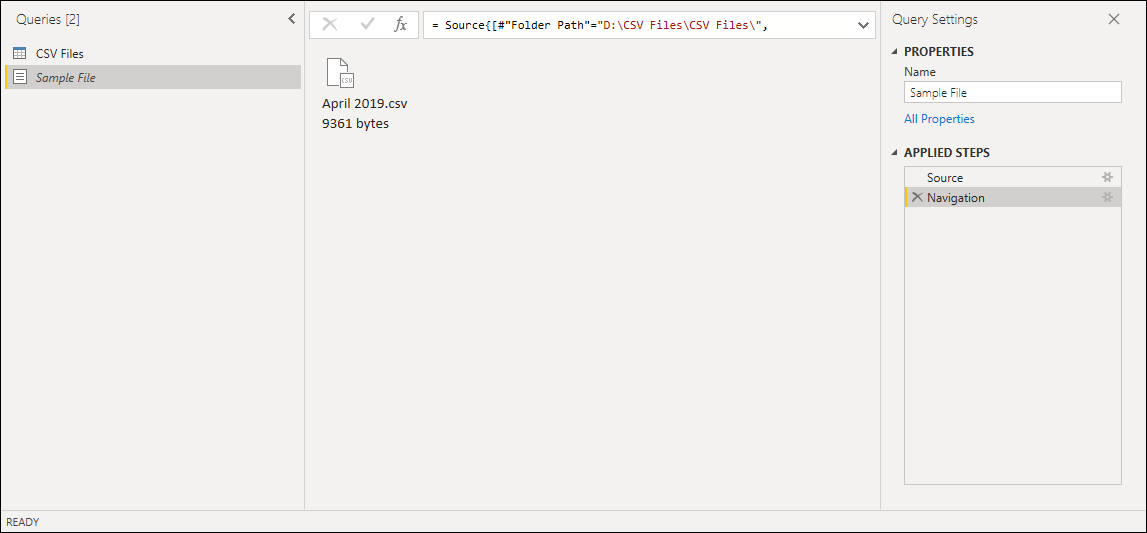 Queries [2]
CSV Files
Sample File
fx
= Source{[#"Folder Path"="D:\CSV Files\CSV Files\",
CSV
April 2019.csv
9361 bytes
Query Settings
PROPERTIES
Name
Sample File
All Properties
APPLIED STEPS
Source
Navigation
READY